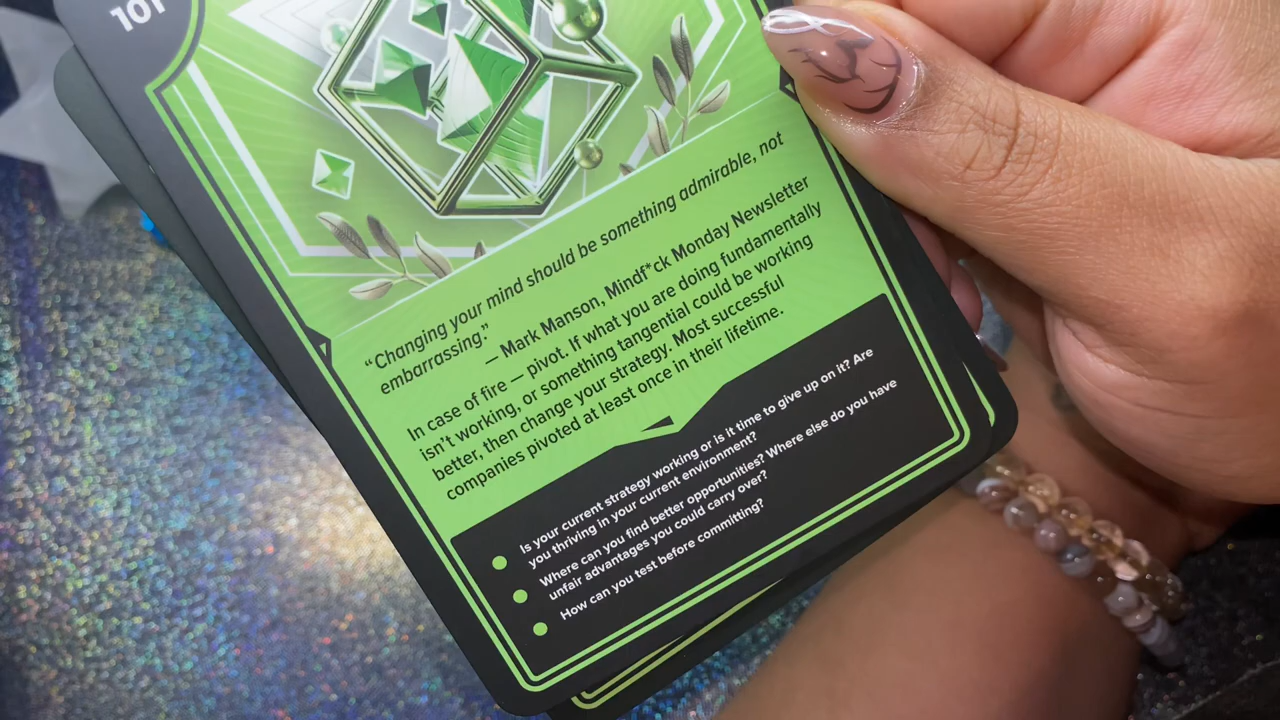 101
“Changing your mind should be something admirable, not
embarrassing.”
— Mark Manson, Mindf*ck Monday Newsletter
In case of fire — pivot. If what you are doing fundamentally
isn’t working, or something tangential could be working
better, then change your strategy. Most successful
companies pivoted at least once in their lifetime.
Is your current strategy working or is it time to give up on it? Are
you thriving in your current environment?
Where can you find better opportunities? Where else do you have
unfair advantages you could carry over?
How can you test before committing?